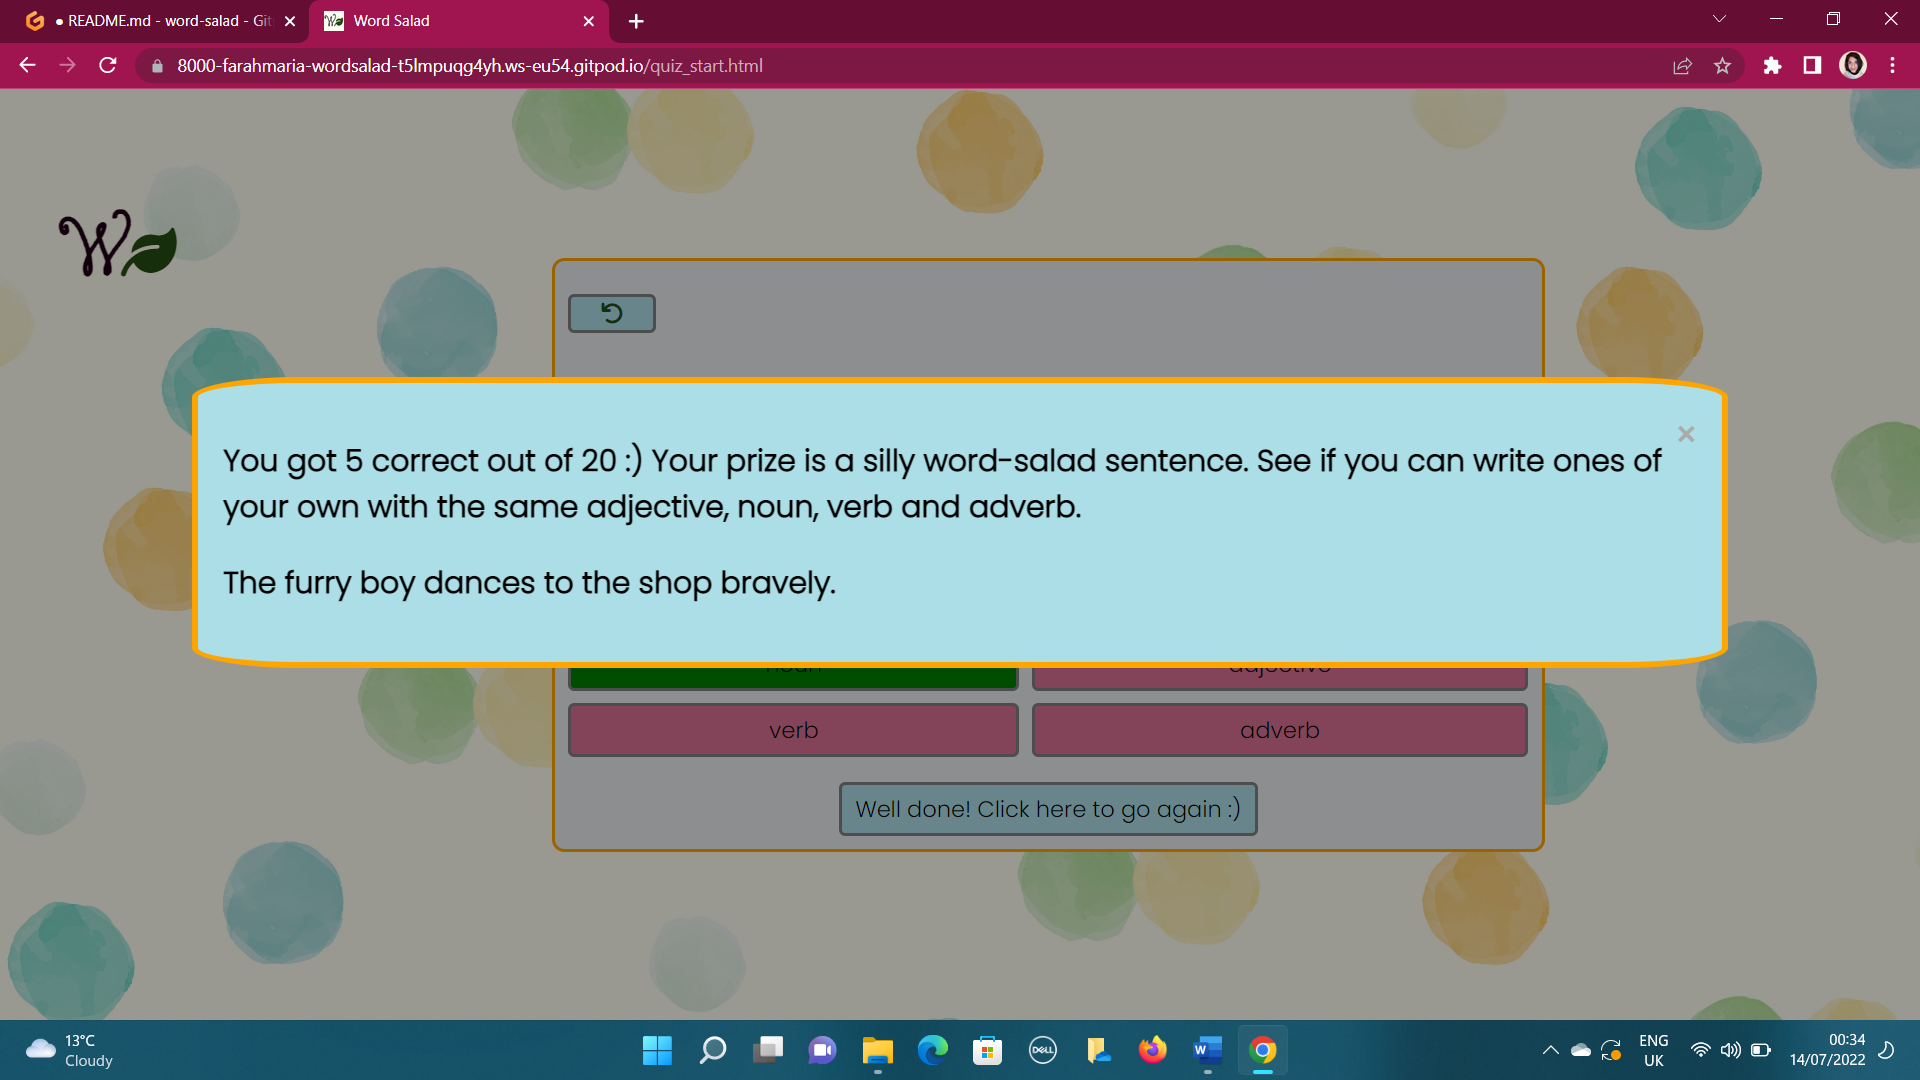 README.md - word-salad - Git
Word Salad
8000-farahmaria-wordsalad-t5lmpuqg4yh.ws-eu54.gitpod.io/quiz_start.html
W
You got 5 correct out of 20 :) Your prize is a silly word-salad sentence. See if you can write ones of
your own with the same adjective, noun, verb and adverb.
The furry boy dances to the shop bravely.
noun
adjective
verb
adverb
Well done! Click here to go again :)
13°C
Cloudy
DELL
W
ENG
UK
00:34
14/07/2022